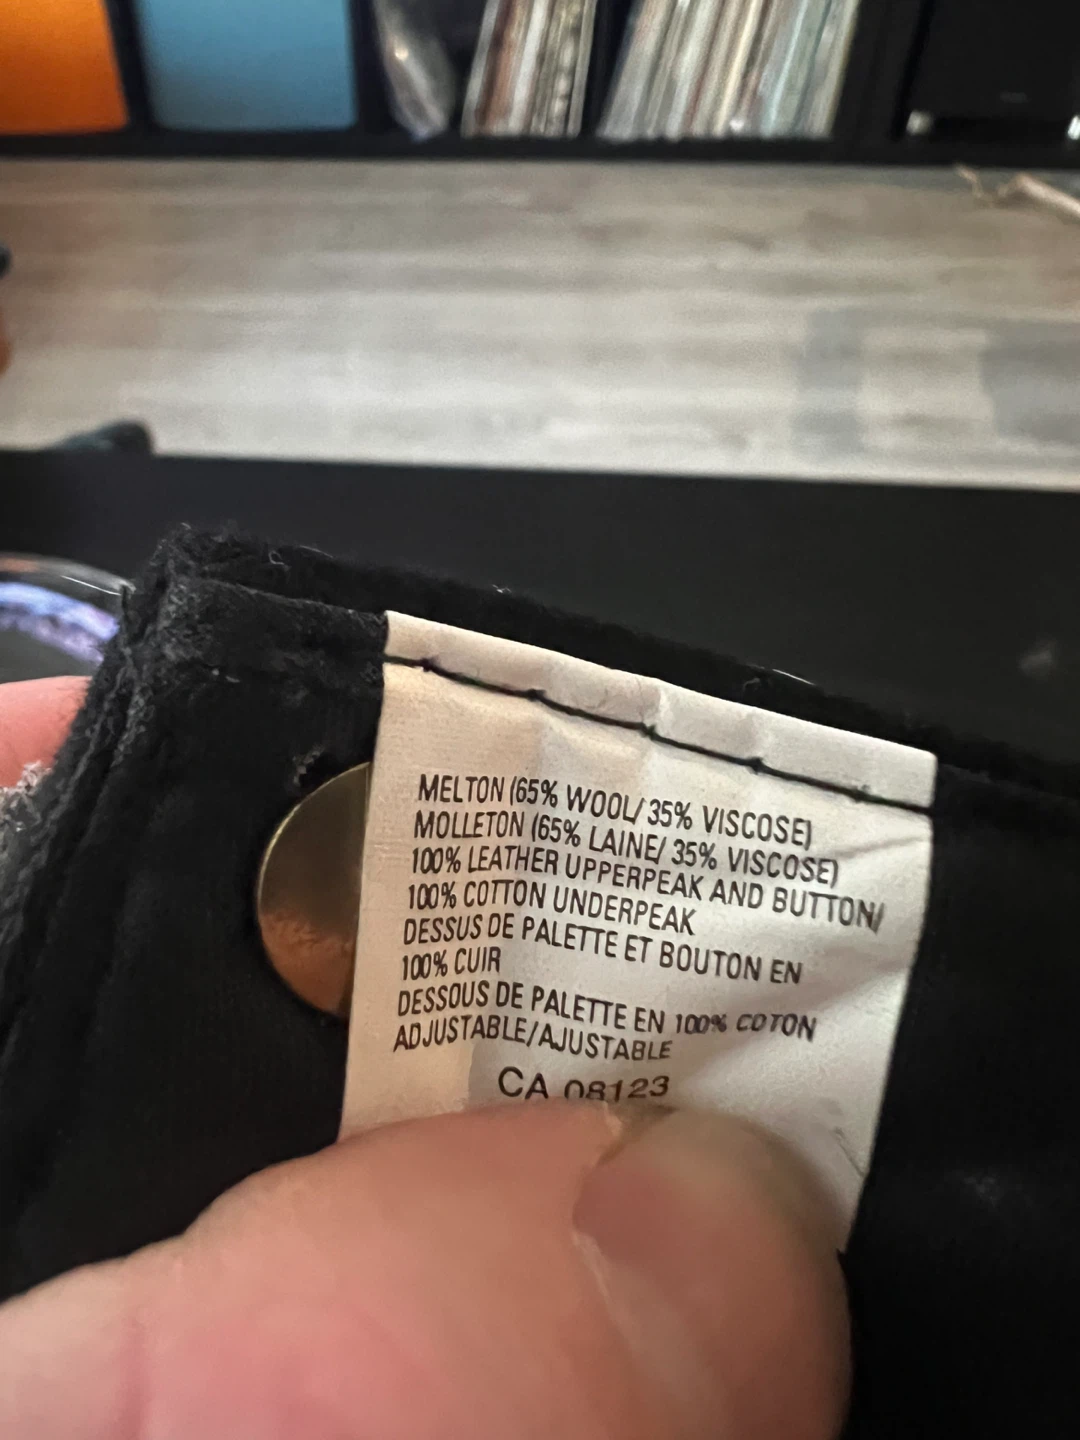 MELTON (65% WOOL/ 35% VISCOSE)
MOLLETON (65% LAINE/ 35% VISCOSE)
100% LEATHER UPPERPEAK AND BUTTON/
100% COTTON UNDERPEAK
DESSUS DE PALETTE ET BOUTON EN
100% CUIR
DESSOUS DE PALETTE EN 100% COTON
ADJUSTABLE/AJUSTABLE
CA 08123